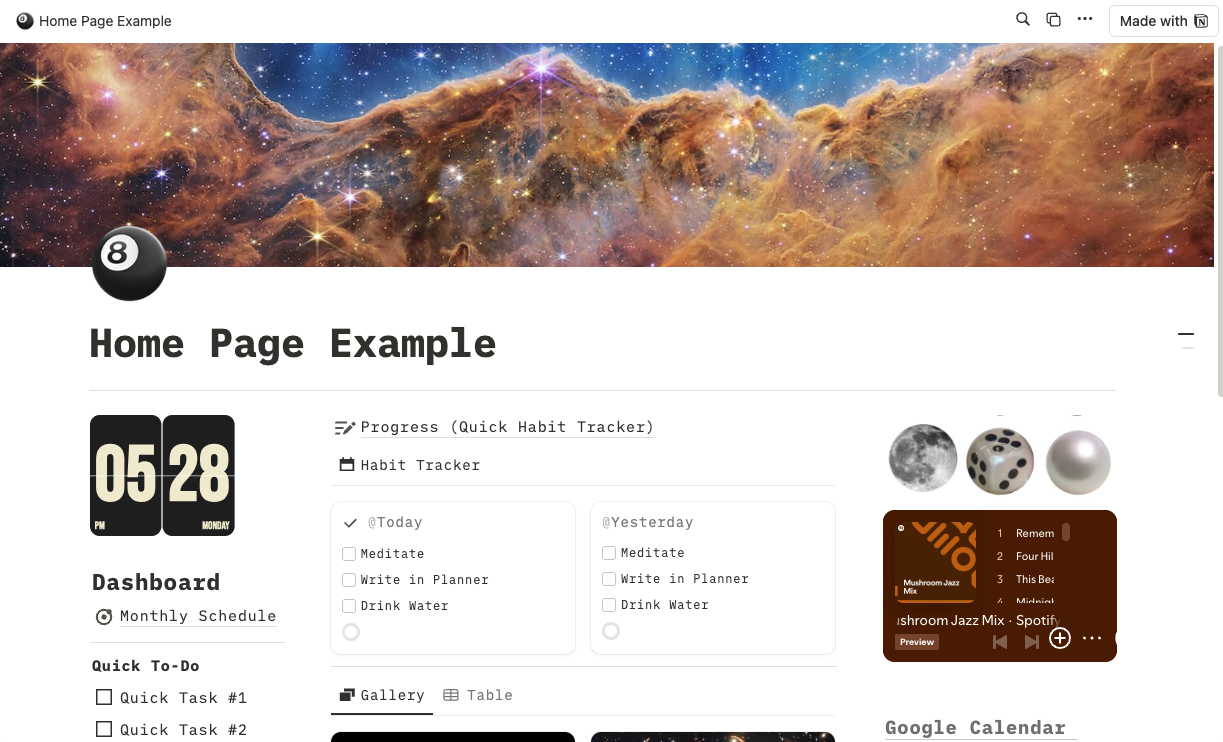 Home Page Example
Made with
8
Home Page Example
05 28
PM MONDAY
Dashboard
Monthly Schedule
Quick To-Do
Quick Task #1
Quick Task #2
Progress (Quick Habit Tracker)
Habit Tracker
@Today
Meditate
Write in Planner
Drink Water
@Yesterday
Meditate
Write in Planner
Drink Water
Gallery Table
Mushroom Jazz
Mix
1 Remem
2 Four Hil
3 This Bea
4 Midnigh
ushroom Jazz Mix · Spotify
Preview
Google Calendar